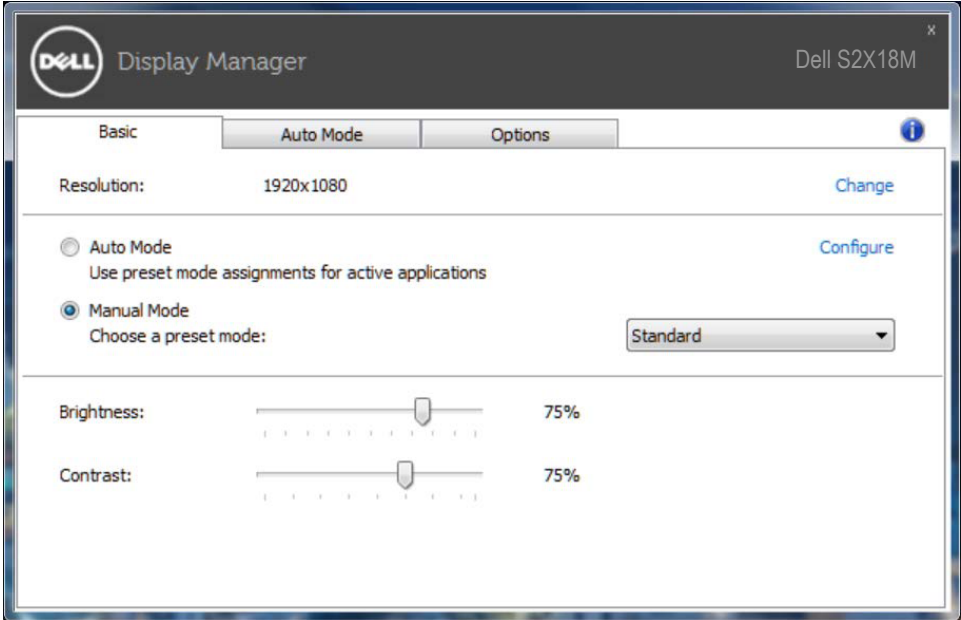 x
DELL Display Manager Dell S2X18M
Basic Auto Mode Options i
Resolution: 1920x1080 Change
Auto Mode Configure
Use preset mode assignments for active applications
Manual Mode
Choose a preset mode: Standard
Brightness: 75%
Contrast: 75%